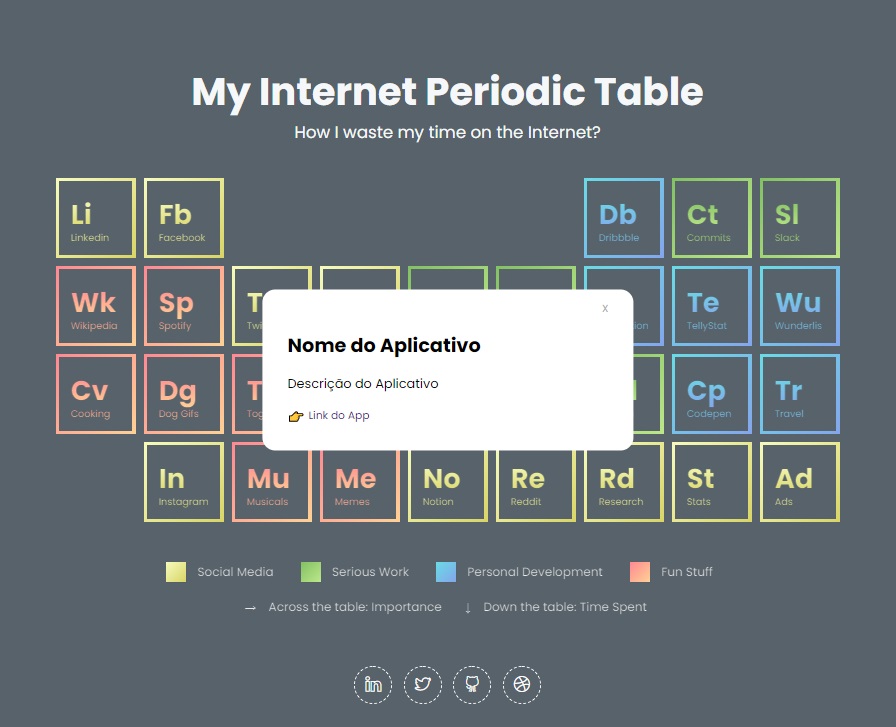 My Internet Periodic Table
How I waste my time on the Internet?
Li Fb Db Ct Sl
Linkedin Facebook Dribbble Commits Slack
Wk Sp Te Wu
Wikipedia Spotify TellyStat Wunderlis
x
Nome do Aplicativo
Descrição do Aplicativo
👉 Link do App
Cv Dg Cp Tr
Cooking Dog Gifs Codepen Travel
In Mu Me No Re Rd St Ad
Instagram Musicals Memes Notion Reddit Research Stats Ads
Social Media Serious Work Personal Development Fun Stuff
→ Across the table: Importance ↓ Down the table: Time Spent
in